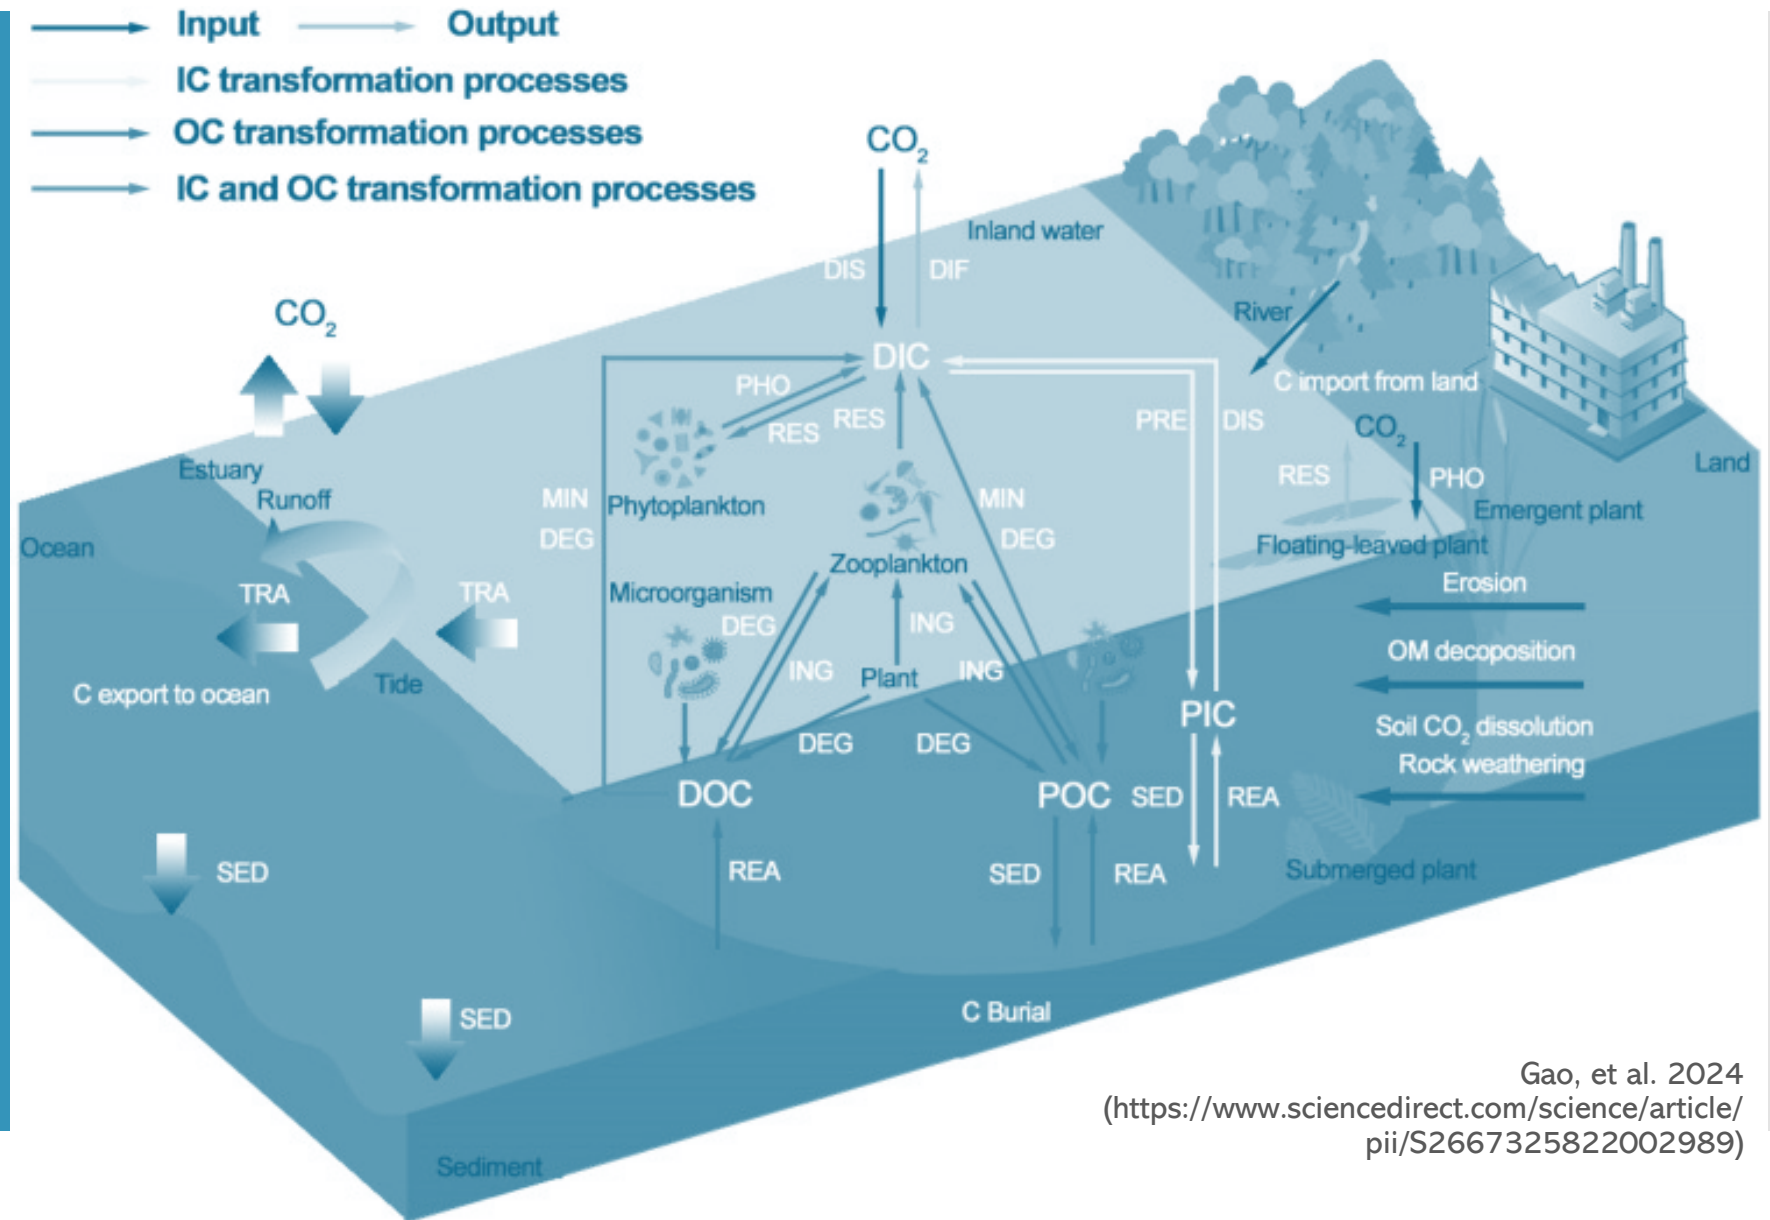 Input
Output
IC transformation processes
OC transformation processes
IC and OC transformation processes
CO2
Inland water
DIS
DIF
CO2
River
DIC
C import from land
PHO
RES
RES
PRE
DIS
CO2
Land
Estuary
Runoff
MIN
DEG
Phytoplankton
MIN
DEG
RES
PHO
Emergent plant
Ocean
Zooplankton
Floating-leaved plant
TRA
TRA
Microorganism
DEG
ING
Erosion
ING
Plant
ING
OM decoposition
C export to ocean
Tide
DEG
DEG
PIC
Soil CO2 dissolution
Rock weathering
DOC
POC
SED
REA
SED
REA
SED
REA
Submerged plant
SED
C Burial
Sediment
Gao, et al. 2024
(https://www.sciencedirect.com/science/article/
pii/S2667325822002989)